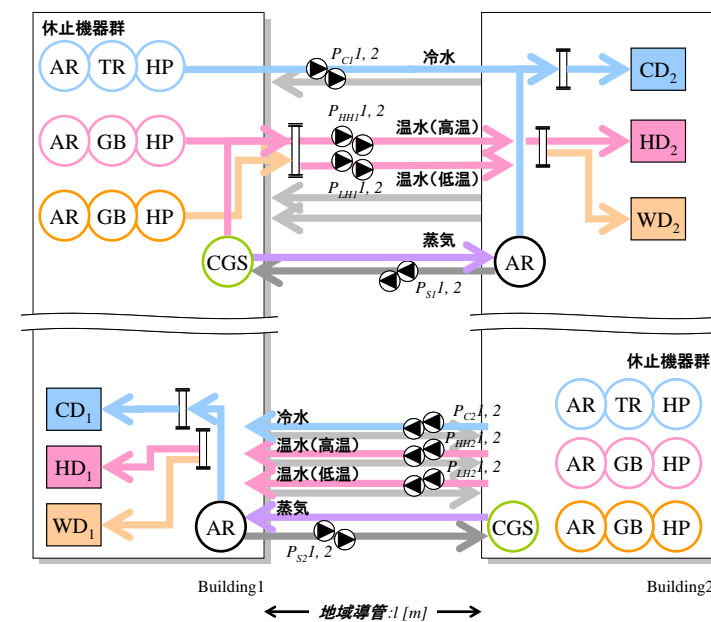 休止機器群
AR TR HP
P_C1 1, 2
冷水
CD₂
P_HH1 1, 2
AR GB HP
温水(高温)
HD₂
温水(低温)
P_LH1 1, 2
AR GB HP
WD₂
蒸気
CGS
AR
P_S1 1, 2
休止機器群
CD₁
冷水
P_C2 1, 2
AR TR HP
温水(高温)
P_HH2 1, 2
HD₁
温水(低温)
P_LH2 1, 2
AR GB HP
蒸気
WD₁
AR
CGS
AR GB HP
P_S2 1, 2
Building1
Building2
地域導管:l [m]